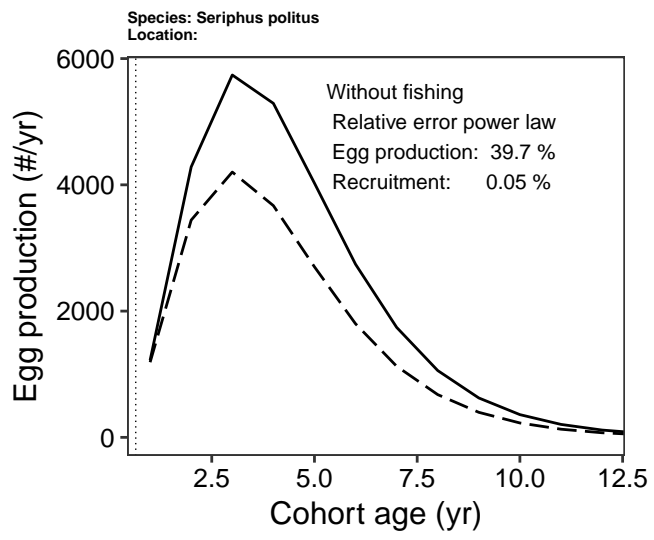 Species: Seriphus politus
Location:
6000
4000
2000
0
Egg production (#/yr)
Without fishing
Relative error power law
Egg production: 39.7 %
Recruitment: 0.05 %
2.5 5.0 7.5 10.0 12.5
Cohort age (yr)